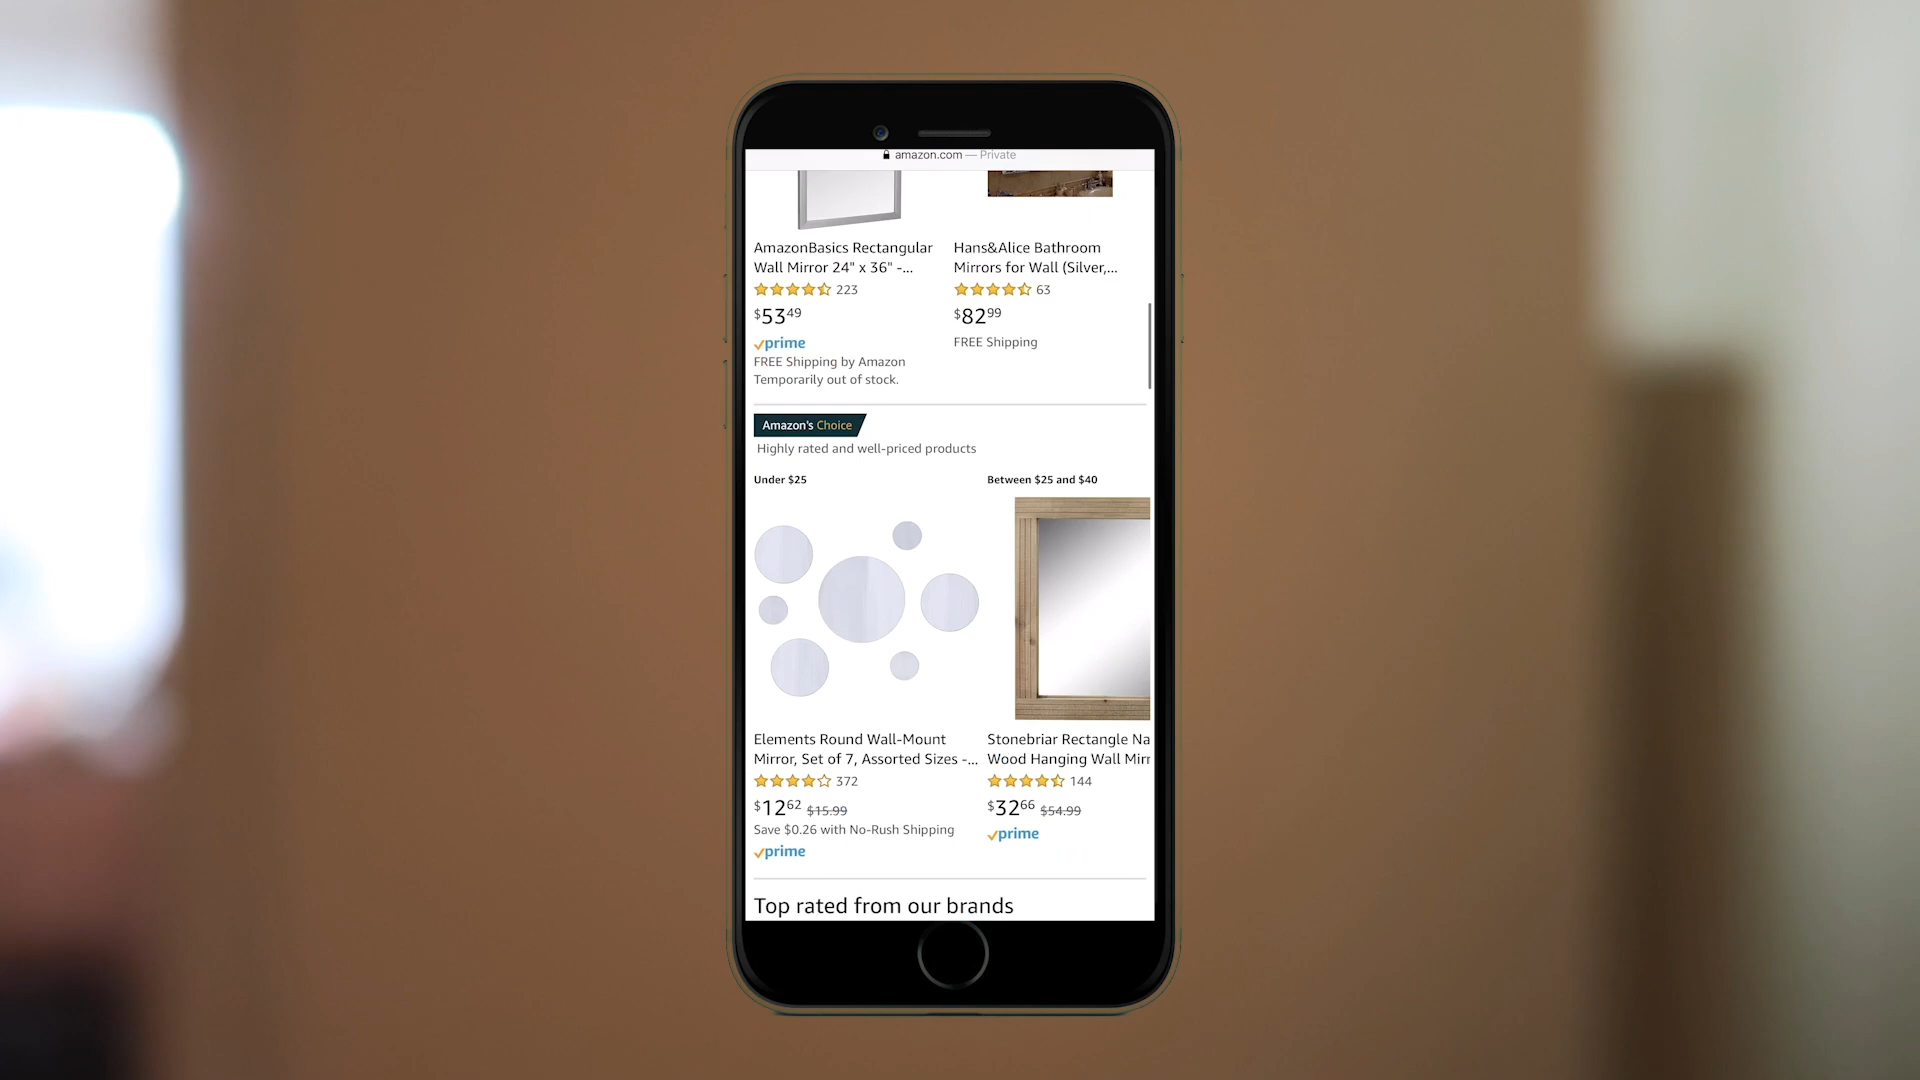 amazon.com — Private
AmazonBasics Rectangular
Wall Mirror 24" x 36" -...
223
$53.49
prime
FREE Shipping by Amazon
Temporarily out of stock.
Hans&Alice Bathroom
Mirrors for Wall (Silver,...
63
$82.99
FREE Shipping
Amazon's Choice
Highly rated and well-priced products
Under $25
Elements Round Wall-Mount
Mirror, Set of 7, Assorted Sizes -...
372
$12.62 $15.99
Save $0.26 with No-Rush Shipping
prime
Between $25 and $40
Stonebriar Rectangle Na
Wood Hanging Wall Mirr
144
$32.66 $54.99
prime
Top rated from our brands